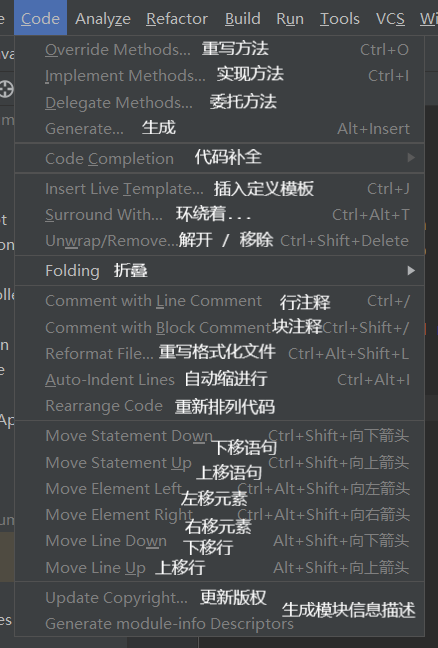 Code Analyze Refactor Build Run Tools VCS
Override Methods... 重写方法 Ctrl+O
Implement Methods... 实现方法 Ctrl+I
Delegate Methods... 委托方法
Generate... 生成 Alt+Insert
Code Completion 代码补全
Insert Live Template... 插入定义模板 Ctrl+J
Surround With... 环绕着... Ctrl+Alt+T
Unwrap/Remove... 解开 / 移除 Ctrl+Shift+Delete
Folding 折叠
Comment with Line Comment 行注释 Ctrl+/
Comment with Block Comment 块注释 Ctrl+Shift+/
Reformat File... 重写格式化文件 Ctrl+Alt+Shift+L
Auto-Indent Lines 自动缩进行 Ctrl+Alt+I
Rearrange Code 重新排列代码
Move Statement Down 下移语句 Ctrl+Shift+向下箭头
Move Statement Up 上移语句 Ctrl+Shift+向上箭头
Move Element Left 左移元素 Ctrl+Alt+Shift+向左箭头
Move Element Right 右移元素 Ctrl+Alt+Shift+向右箭头
Move Line Down 下移行 Alt+Shift+向下箭头
Move Line Up 上移行 Alt+Shift+向上箭头
Update Copyright... 更新版权
Generate module-info Descriptors 生成模块信息描述